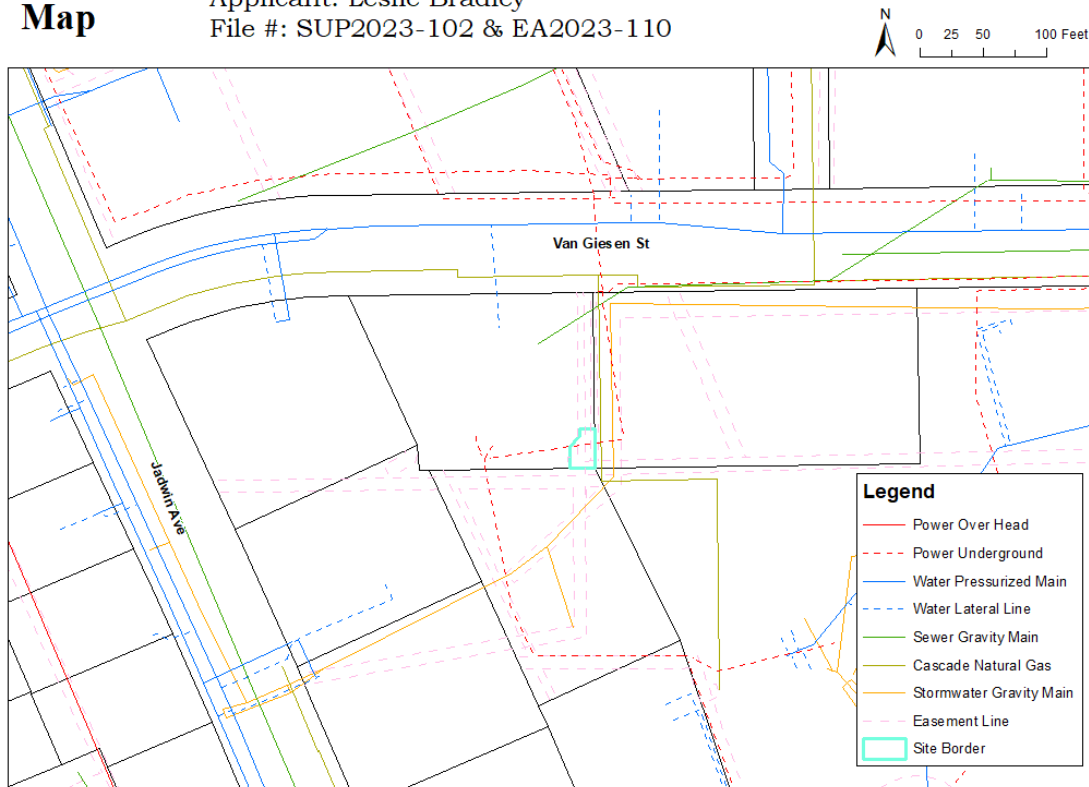 Map
Applicant: Leslie Bradley
File #: SUP2023-102 & EA2023-110
N
0 25 50 100 Feet
Van Giesen St
Jadwin Ave
Legend
Power Over Head
Power Underground
Water Pressurized Main
Water Lateral Line
Sewer Gravity Main
Cascade Natural Gas
Stormwater Gravity Main
Easement Line
Site Border